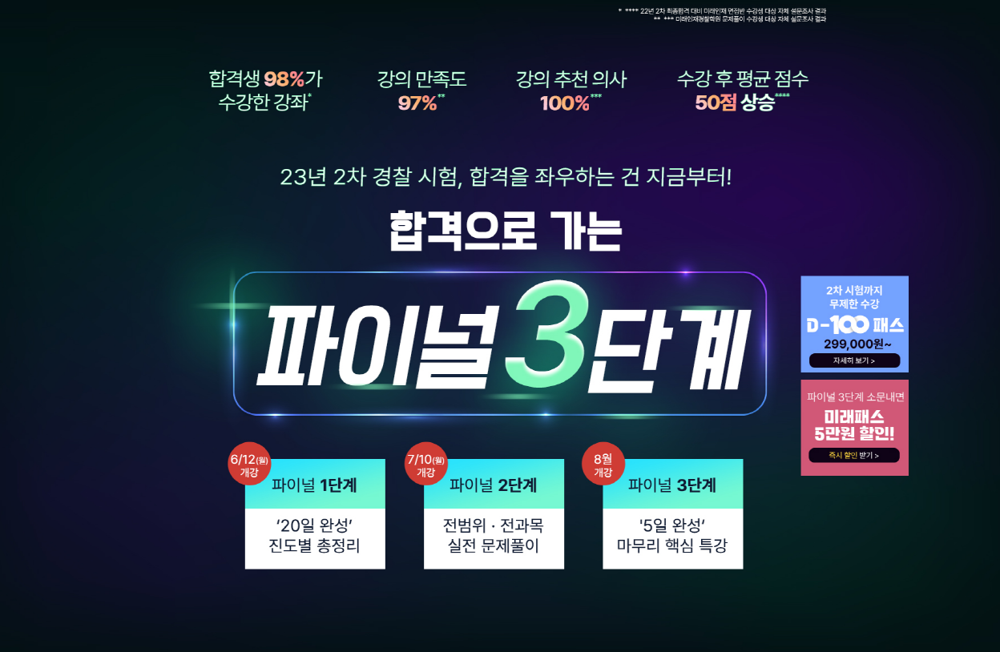 * **** 22년 2차 최종합격 대비 미래인재 면접반 수강생 대상 자체 설문조사 결과
** *** 미래인재경찰학원 문제풀이 수강생 대상 자체 설문조사 결과
합격생 98%가
수강한 강좌*
강의 만족도
97%**
강의 추천 의사
100%***
수강 후 평균 점수
50점 상승****
23년 2차 경찰 시험, 합격을 좌우하는 건 지금부터!
합격으로 가는
파이널 3단계
2차 시험까지
무제한 수강
D-100 패스
299,000원~
자세히 보기 >
파이널 3단계 소문내면
미래패스
5만원 할인!
즉시 할인 받기 >
6/12(월)
개강
파이널 1단계
‘20일 완성’
진도별 총정리
7/10(월)
개강
파이널 2단계
전범위 · 전과목
실전 문제풀이
8월
개강
파이널 3단계
'5일 완성‘
마무리 핵심 특강